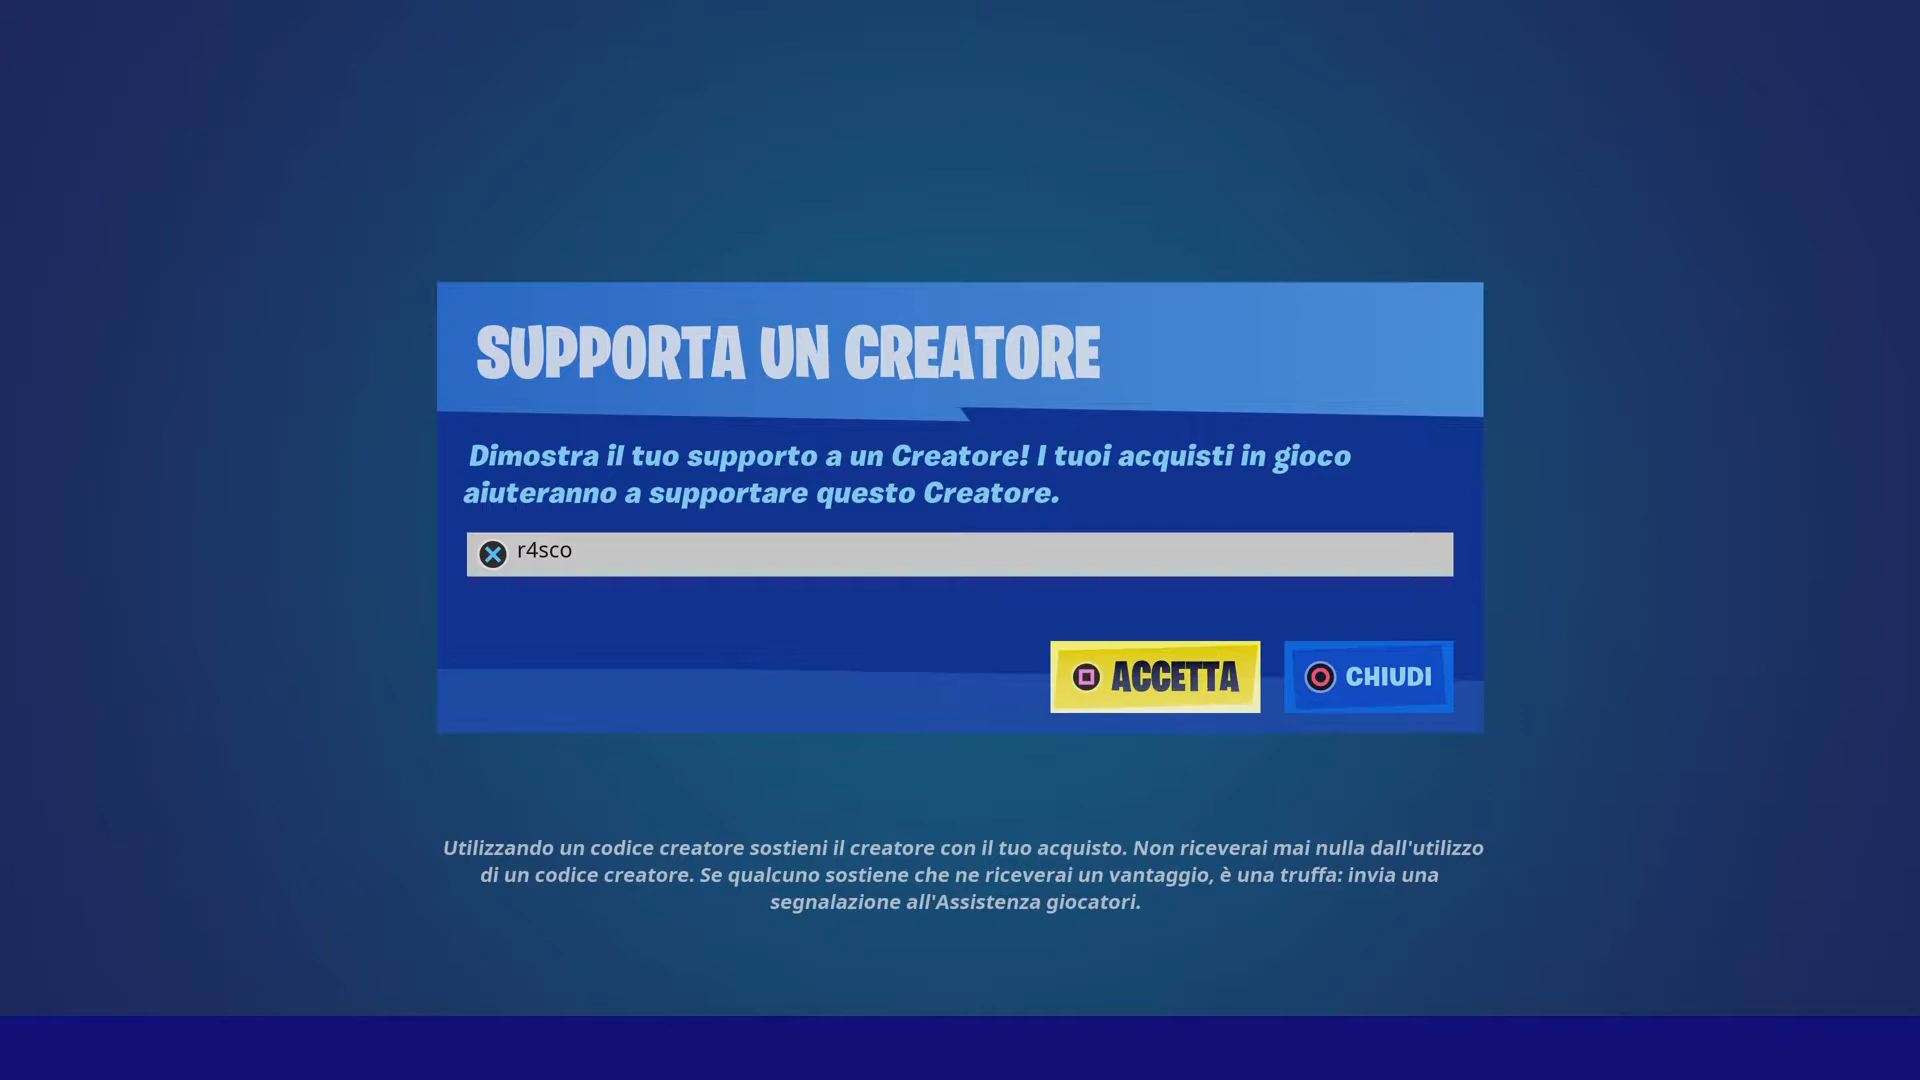 SUPPORTA UN CREATORE
Dimostra il tuo supporto a un Creatore! I tuoi acquisti in gioco
aiuteranno a supportare questo Creatore.
r4sco
ACCETTA
CHIUDI
Utilizzando un codice creatore sostieni il creatore con il tuo acquisto. Non riceverai mai nulla dall'utilizzo
di un codice creatore. Se qualcuno sostiene che ne riceverai un vantaggio, è una truffa: invia una
segnalazione all'Assistenza giocatori.